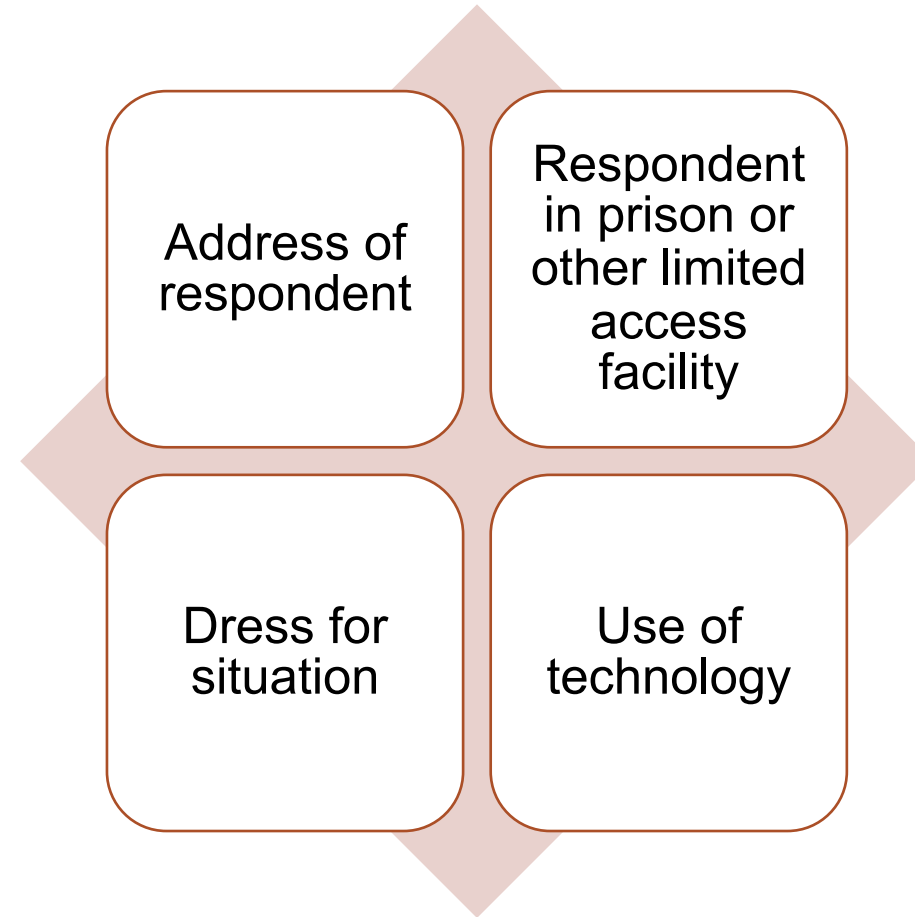 Address of
respondent
Respondent
in prison or
other limited
access
facility
Dress for
situation
Use of
technology